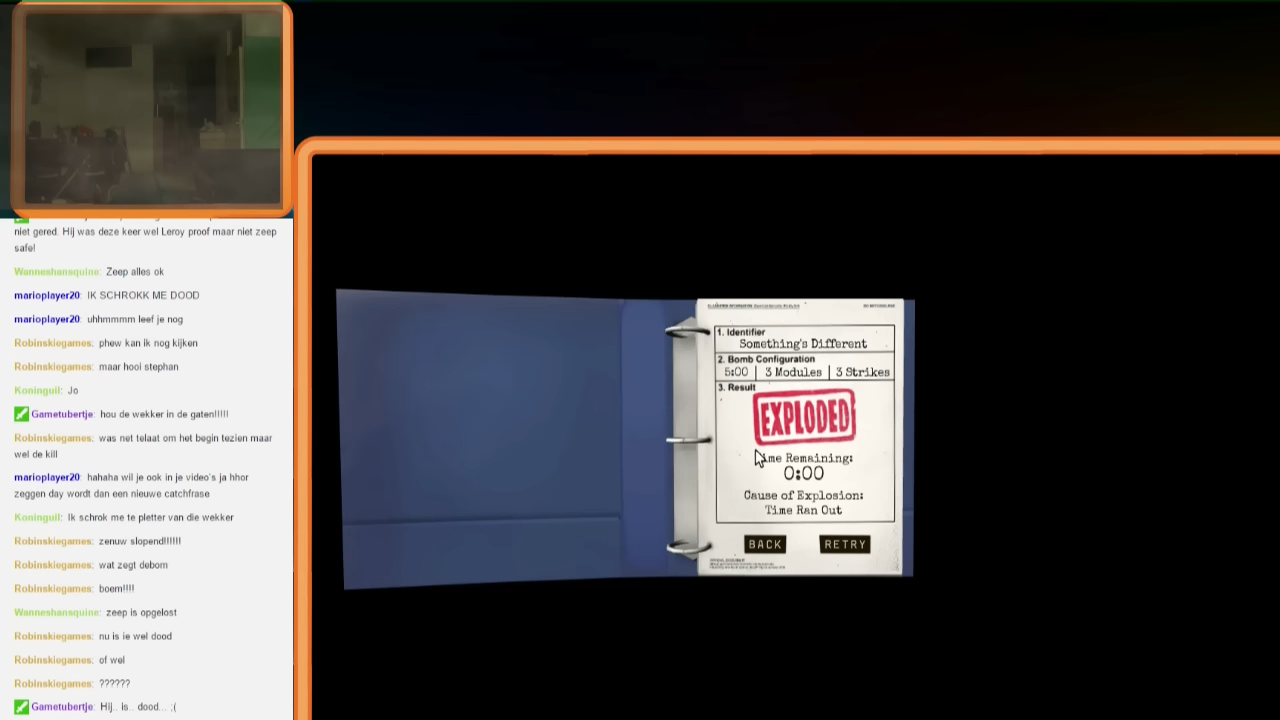 niet gered. Hij was deze keer wel Leroy proof maar niet zeep
safe!
Wanneshansquine: Zeep alles ok
marioplayer20: IK SCHROKK ME DOOD
marioplayer20: uhhmmmm leef je nog
Robinskiegames: phew kan ik nog kijken
Robinskiegames: maar hooi stephan
Koninguil: Jo
Gametubertje: hou de wekker in de gaten!!!!!
Robinskiegames: was net telaat om het begin tezien maar
wel de kill
marioplayer20: hahaha wil je ook in je video's ja hhor
zeggen day wordt dan een nieuwe catchfrase
Koninguil: Ik schrok me te pletter van die wekker
Robinskiegames: zenuw slopend!!!!!!
Robinskiegames: wat zegt debom
Robinskiegames: boem!!!!
Wanneshansquine: zeep is opgelost
Robinskiegames: nu is ie wel dood
Robinskiegames: of wel
Robinskiegames: ??????
Gametubertje: Hij.. is.. dood... ;(
1. Identifier
Something's Different
2. Bomb Configuration
5:00 | 3 Modules | 3 Strikes
3. Result
EXPLODED
Time Remaining:
0:00
Cause of Explosion:
Time Ran Out
BACK RETRY